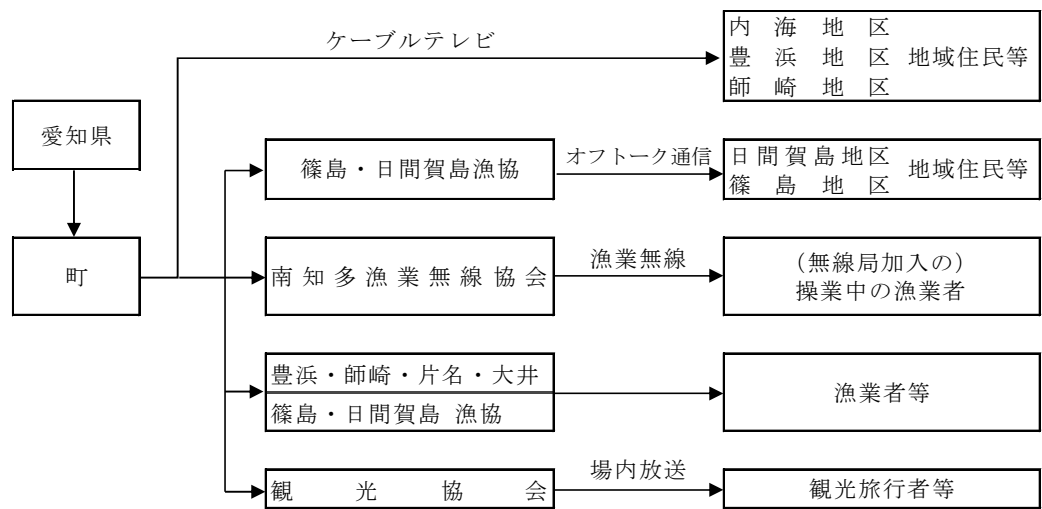 ケーブルテレビ
内海地区
豊浜地区 地域住民等
師崎地区
愛知県
町
篠島・日間賀島漁協
オフトーク通信
日間賀島地区
篠島地区
地域住民等
南知多漁業無線協会
漁業無線
(無線局加入の)
操業中の漁業者
豊浜・師崎・片名・大井
篠島・日間賀島 漁協
漁業者等
観光協会
場内放送
観光旅行者等